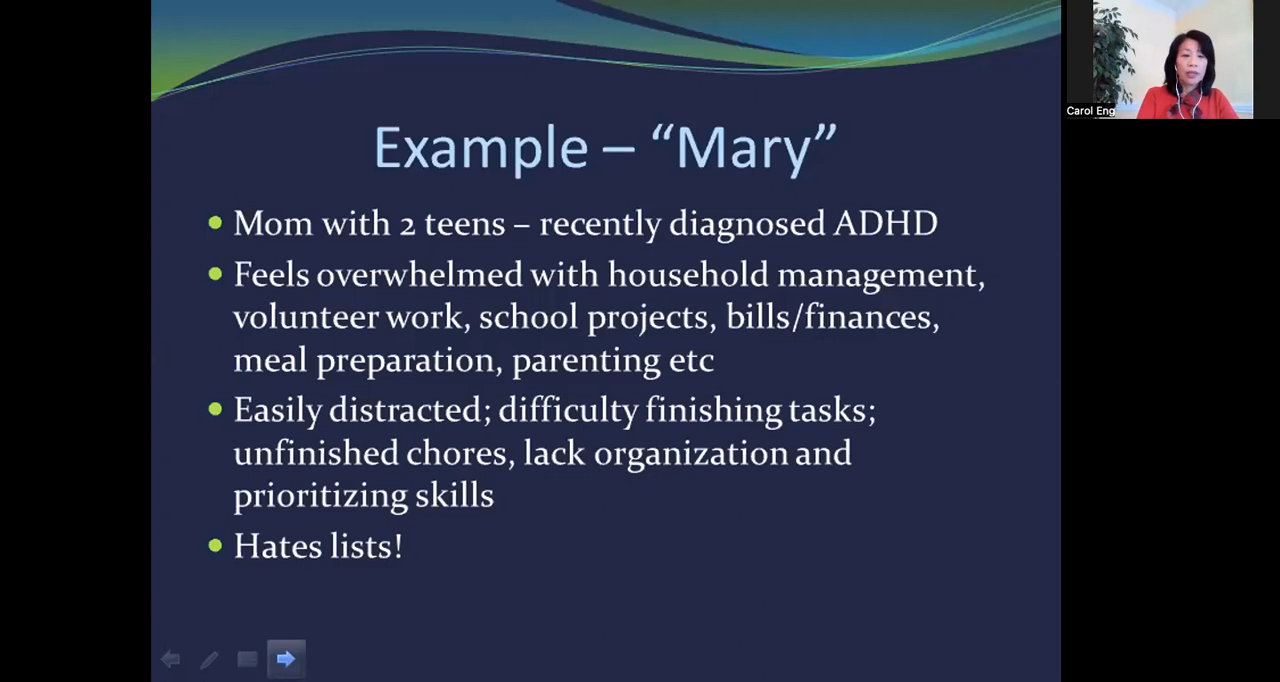 Example – “Mary”
Mom with 2 teens – recently diagnosed ADHD
Feels overwhelmed with household management,
volunteer work, school projects, bills/finances,
meal preparation, parenting etc
Easily distracted; difficulty finishing tasks;
unfinished chores, lack organization and
prioritizing skills
Hates lists!
Carol Eng